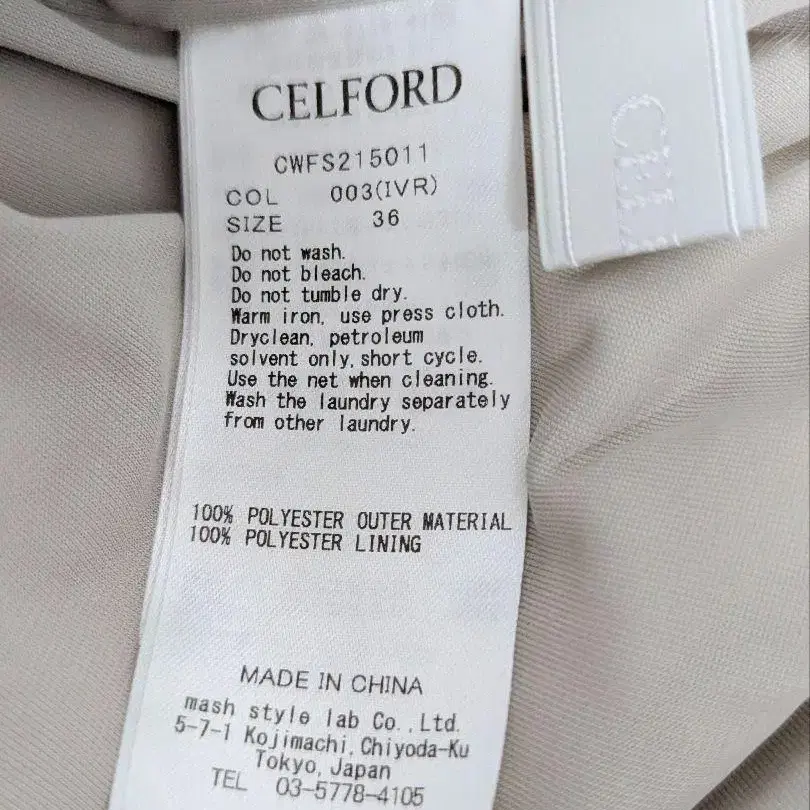 CELFORD
CWFS215011
COL 003(IVR)
SIZE 36
Do not wash.
Do not bleach.
Do not tumble dry.
Warm iron, use press cloth.
Dryclean, petroleum
solvent only, short cycle.
Use the net when cleaning.
Wash the laundry separately
from other laundry.
100% POLYESTER OUTER MATERIAL
100% POLYESTER LINING
MADE IN CHINA
mash style lab Co.,Ltd.
5-7-1 Kojimachi, Chiyoda-Ku
Tokyo, Japan
TEL 03-5778-4105